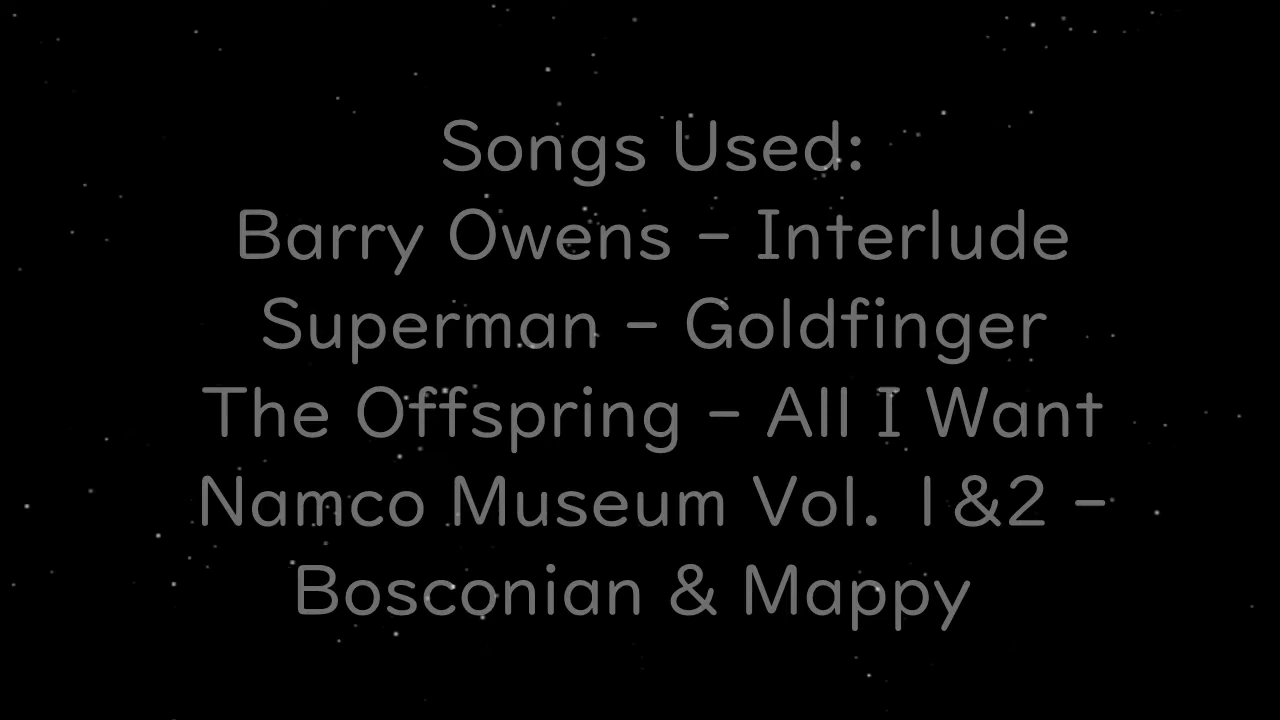 Songs Used:
Barry Owens - Interlude
Superman - Goldfinger
The Offspring - All I Want
Namco Museum Vol. 1&2 -
Bosconian & Mappy